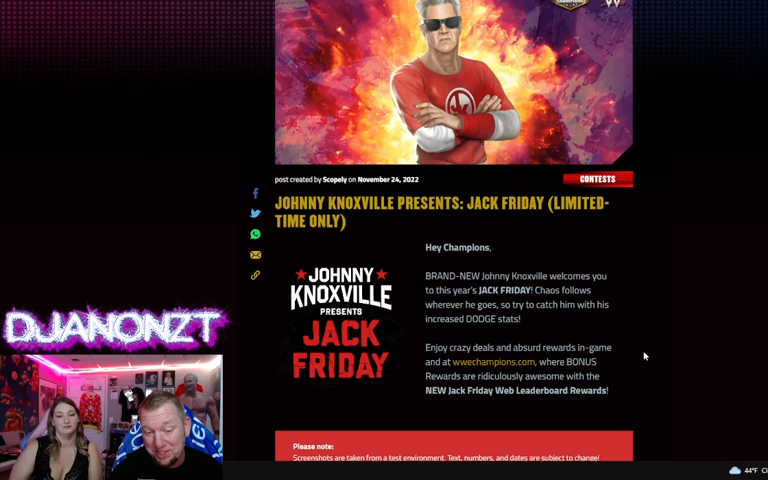 post created by Scopely on November 24, 2022
CONTESTS
JOHNNY KNOXVILLE PRESENTS: JACK FRIDAY (LIMITED-
TIME ONLY)
Hey Champions,
JOHNNY
KNOXVILLE
PRESENTS
JACK
FRIDAY
BRAND-NEW Johnny Knoxville welcomes you
to this year's JACK FRIDAY! Chaos follows
wherever he goes, so try to catch him with his
increased DODGE stats!
Enjoy crazy deals and absurd rewards in-game
and at wwechampions.com, where BONUS
Rewards are ridiculously awesome with the
NEW Jack Friday Web Leaderboard Rewards!
Please note:
Screenshots are taken from a test environment. Text, numbers, and dates are subject to change!
DJANONZT
44°F